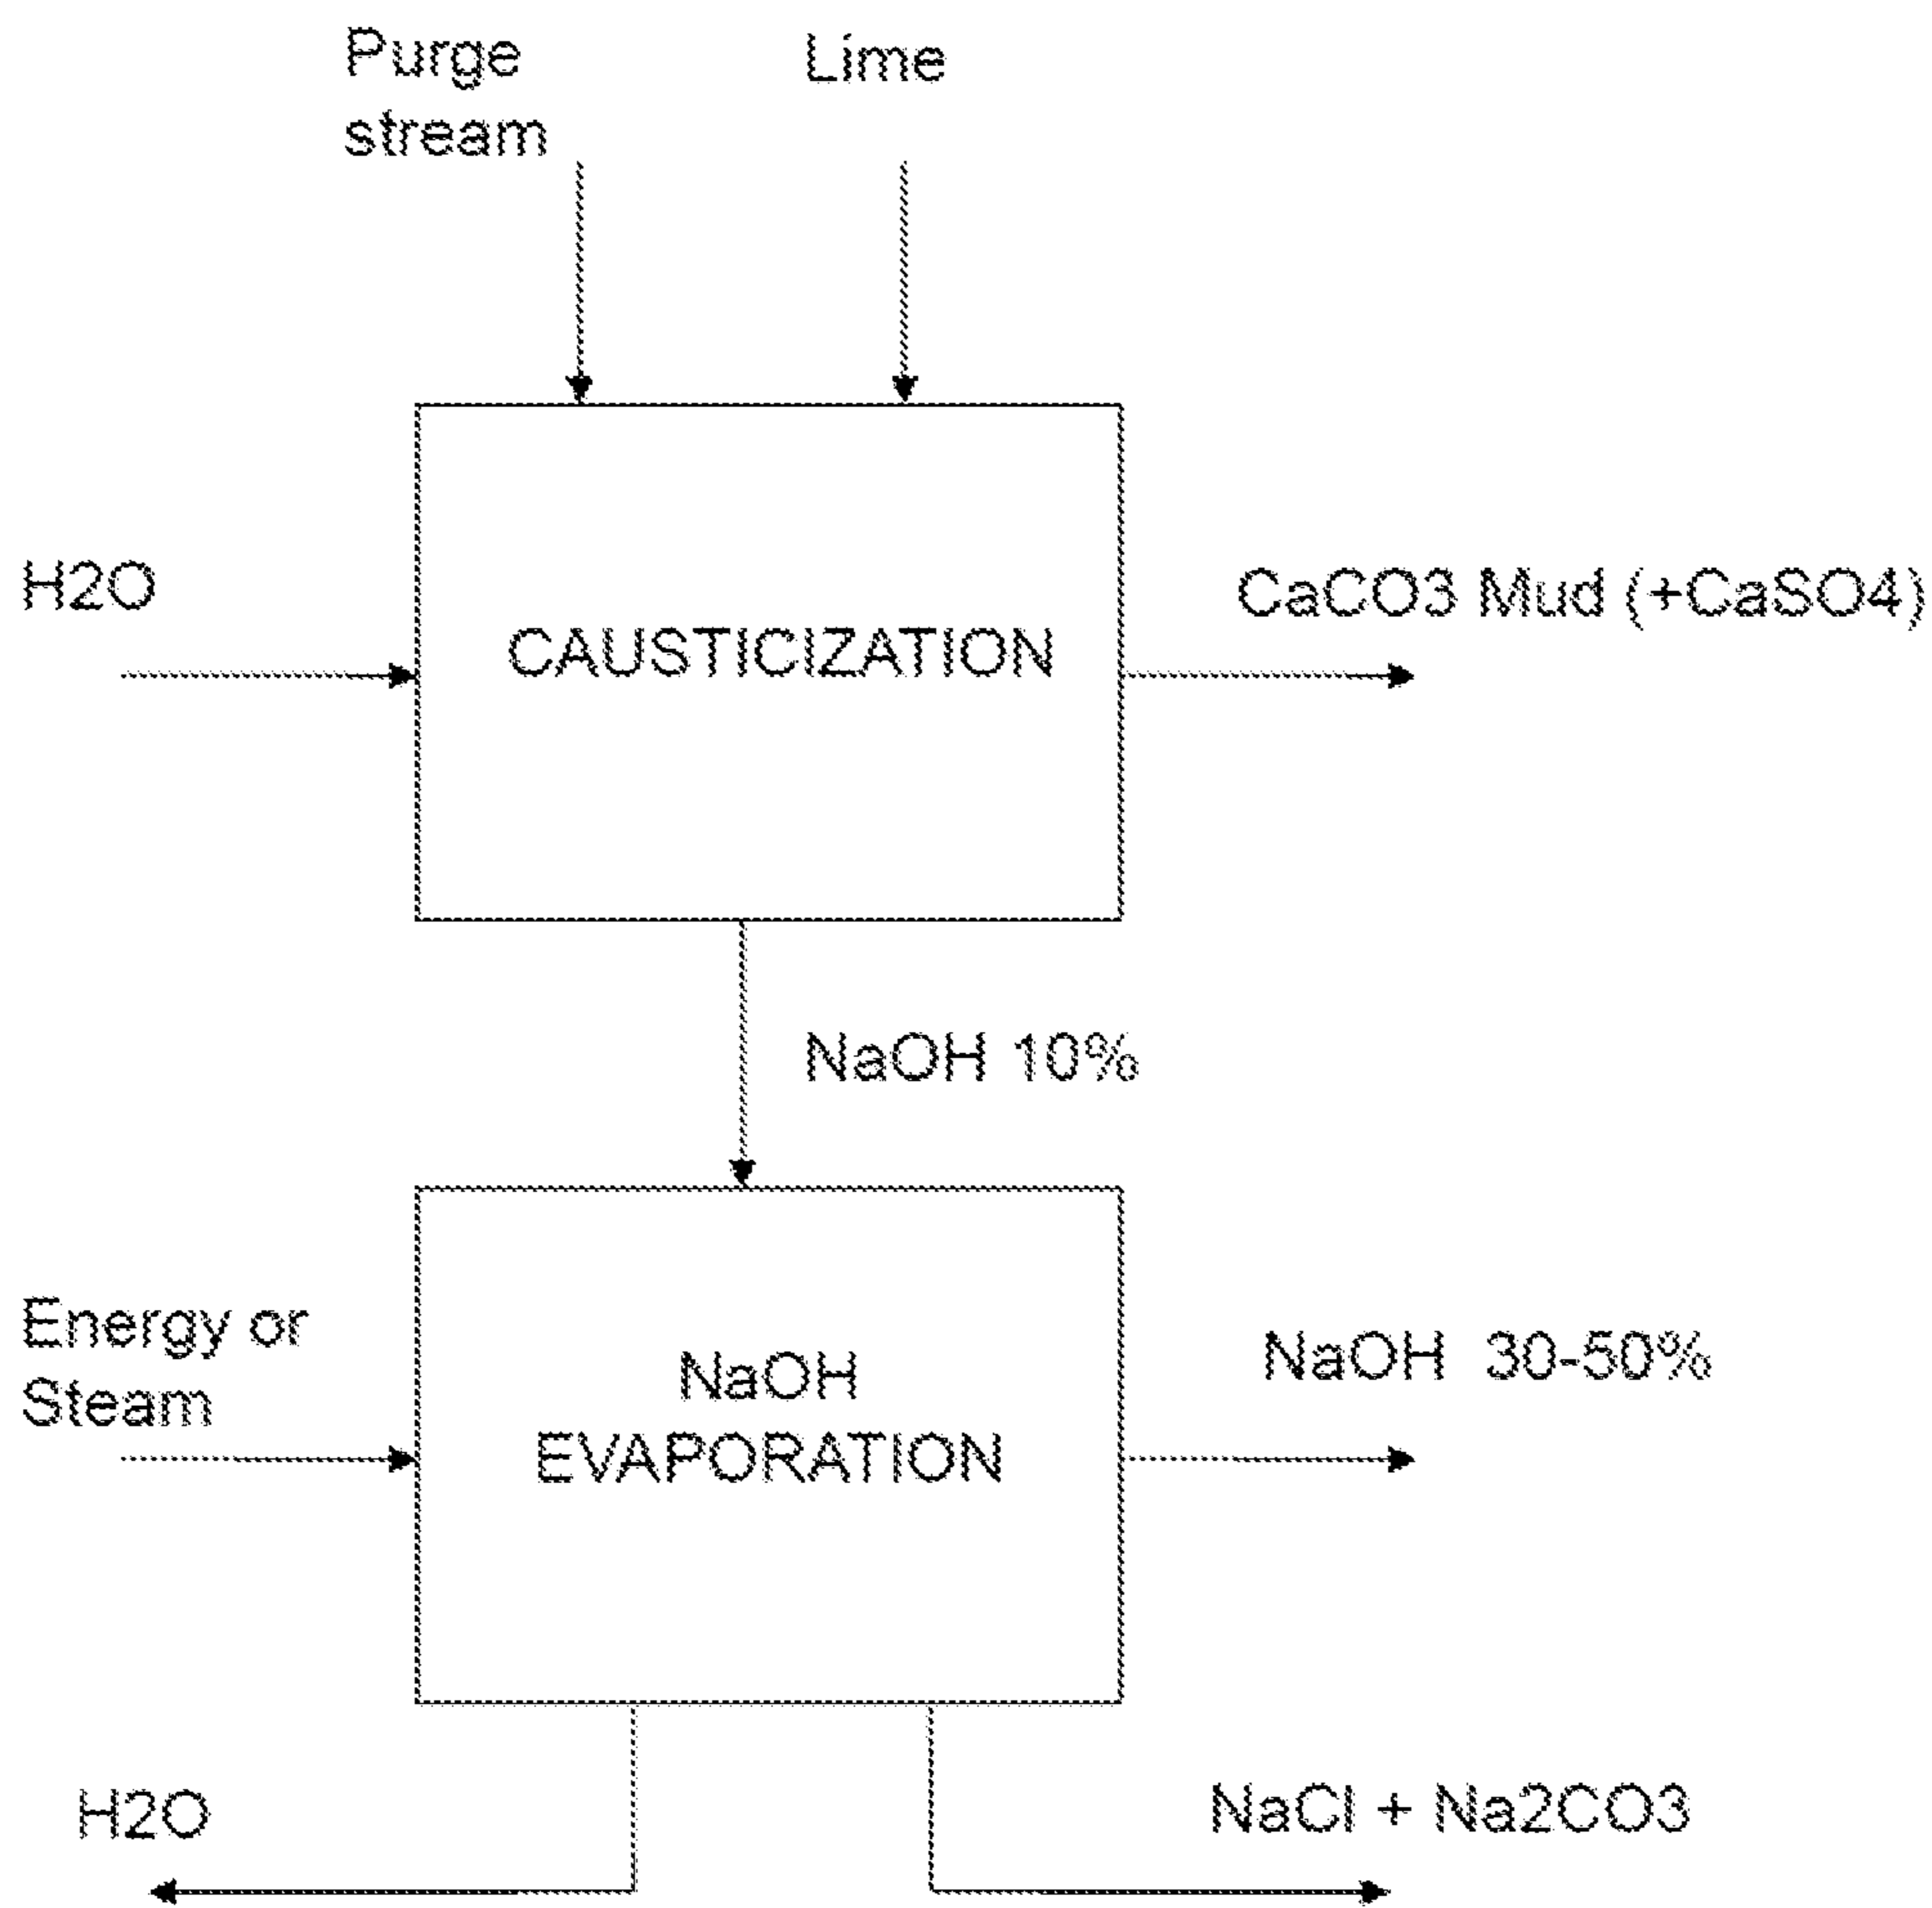 Purge
stream
Lime
H2O
CAUSTICIZATION
CaCO3 Mud (+CaSO4)
NaOH 10%
Energy or
Steam
NaOH
EVAPORATION
NaOH 30-50%
H2O
NaCl + Na2CO3